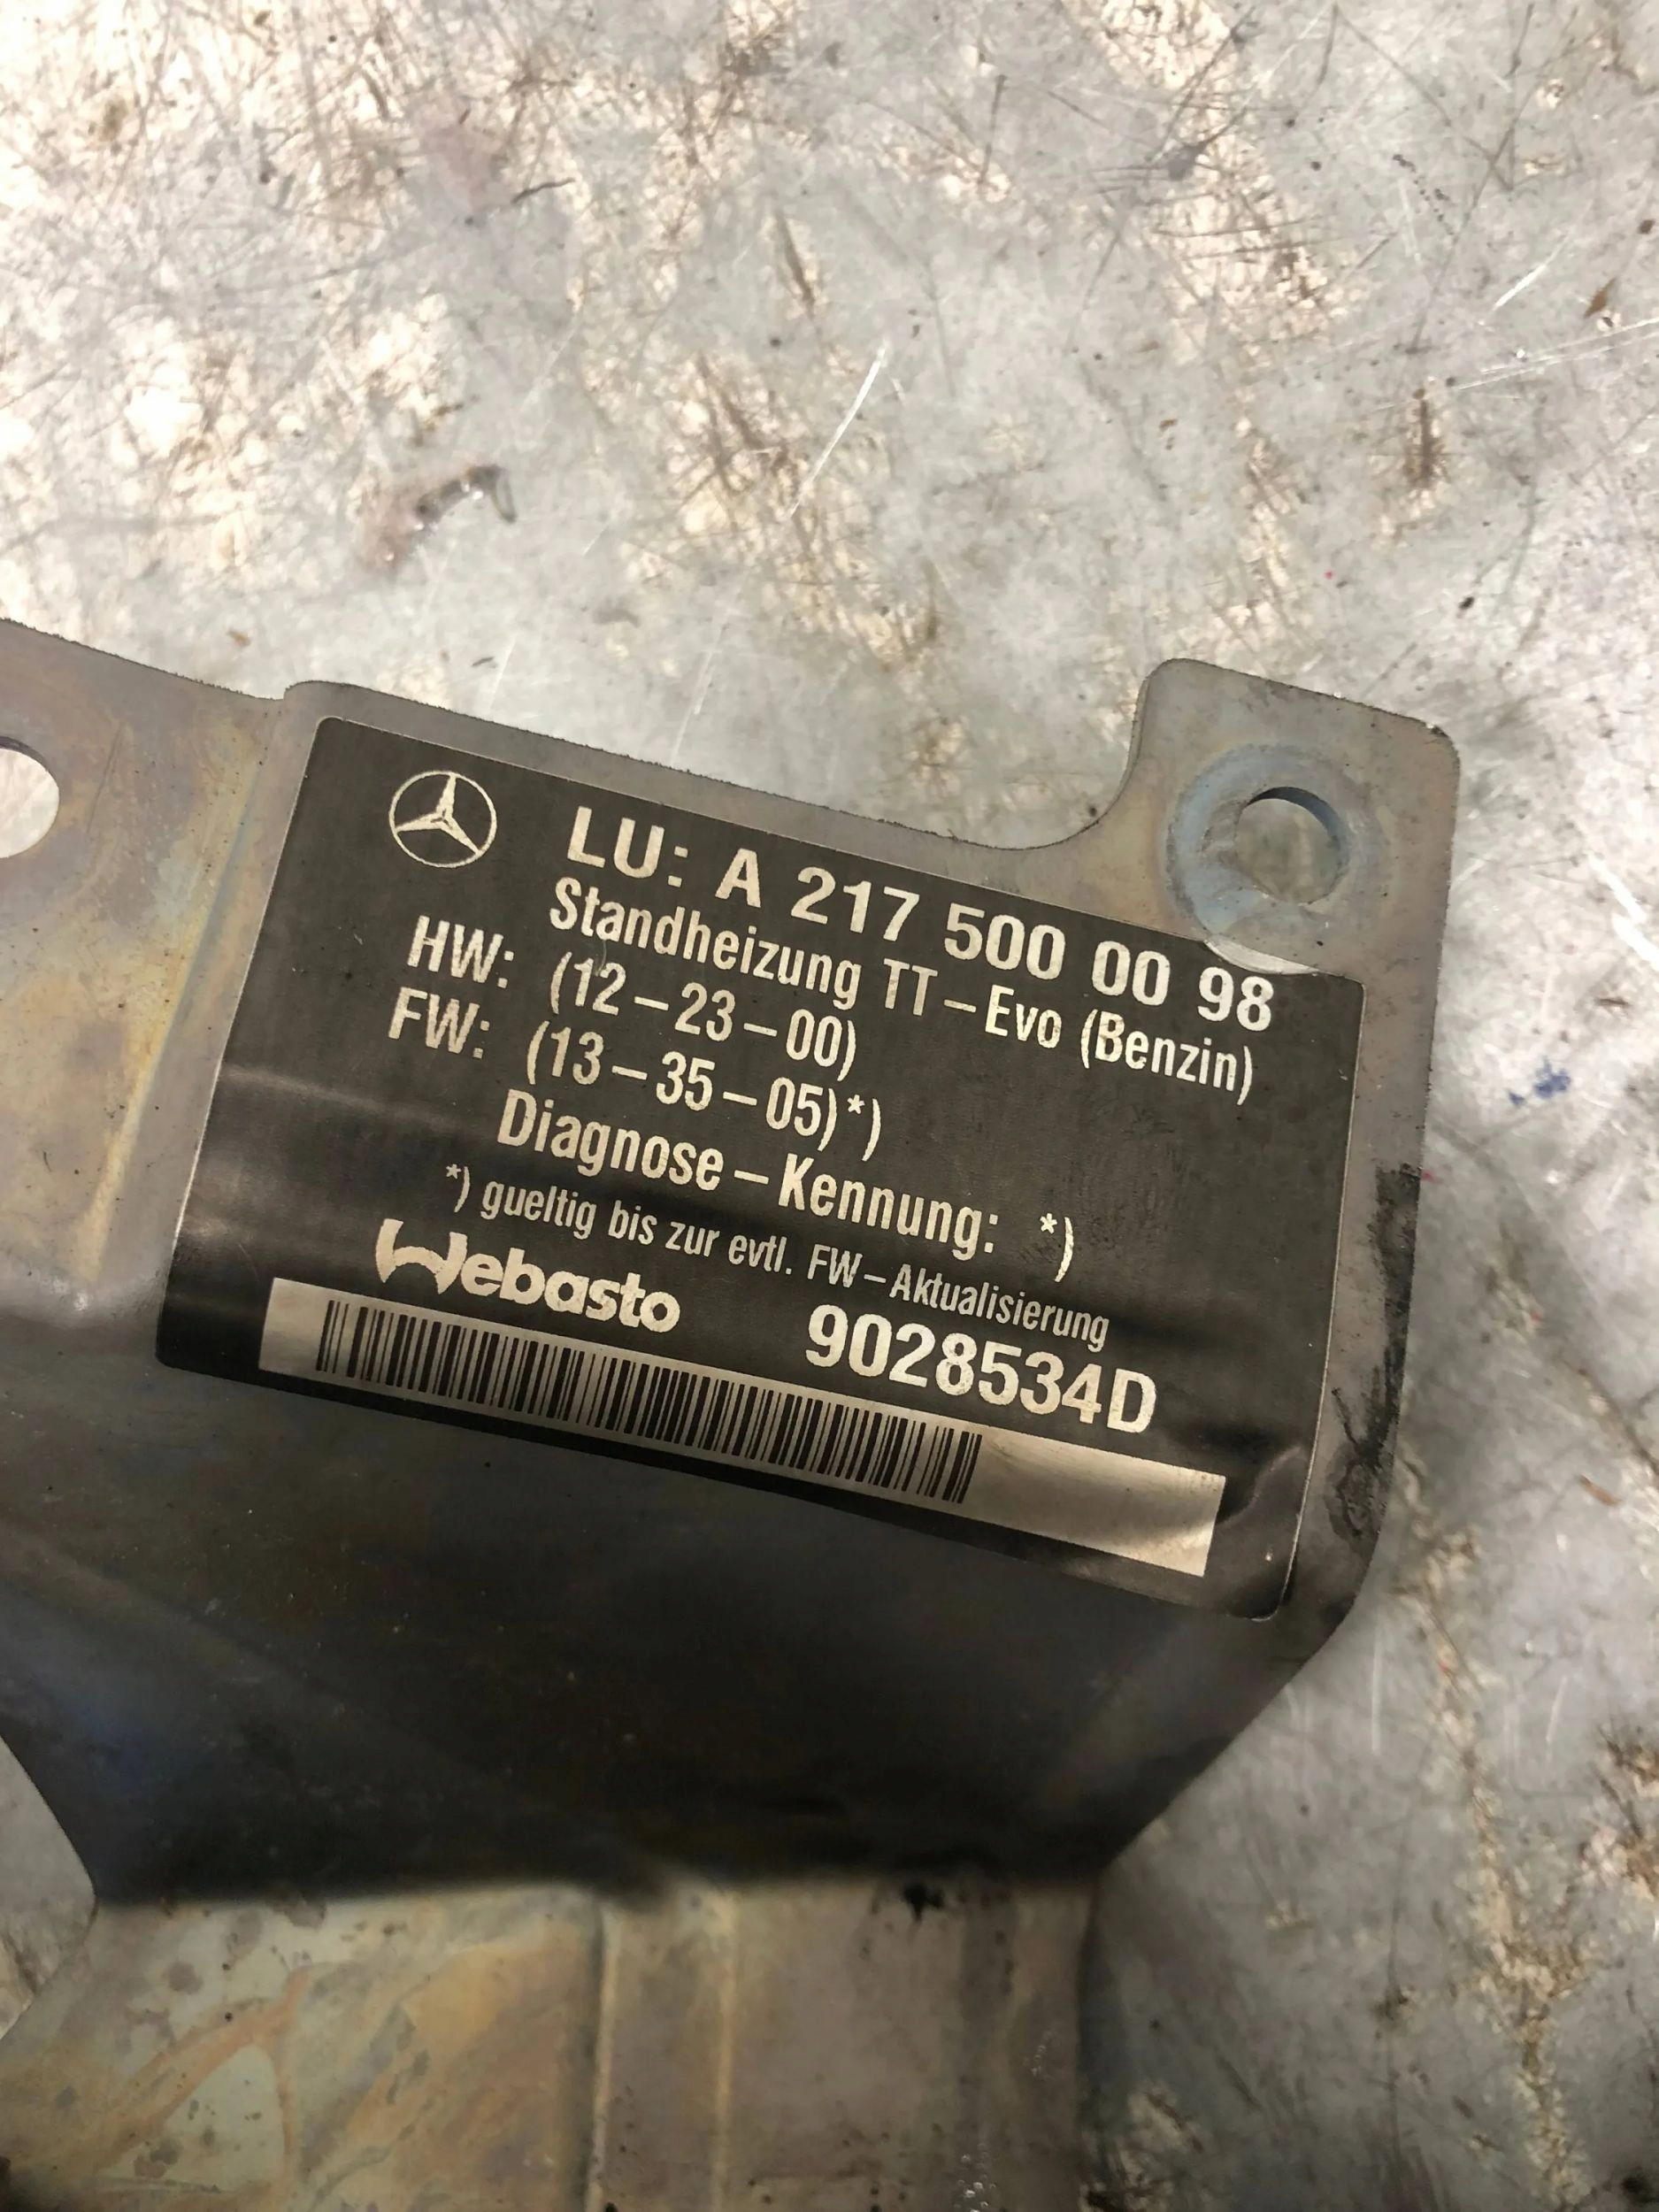 LU: A 217 500 00 98
Standheizung TT-Evo (Benzin)
HW: (12-23-00)
FW: (13-35-05)*)
Diagnose-Kennung: *)
*) gueltig bis zur evtl. FW-Aktualisierung
Webasto 9028534D